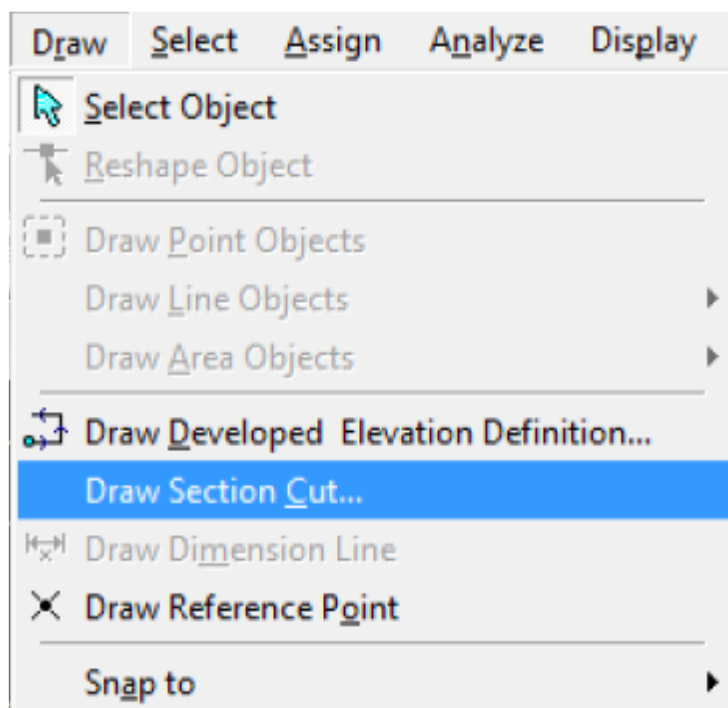 Draw Select Assign Analyze Display
Select Object
Reshape Object
Draw Point Objects
Draw Line Objects
Draw Area Objects
Draw Developed  Elevation Definition...
Draw Section Cut...
Draw Dimension Line
Draw Reference Point
Snap to